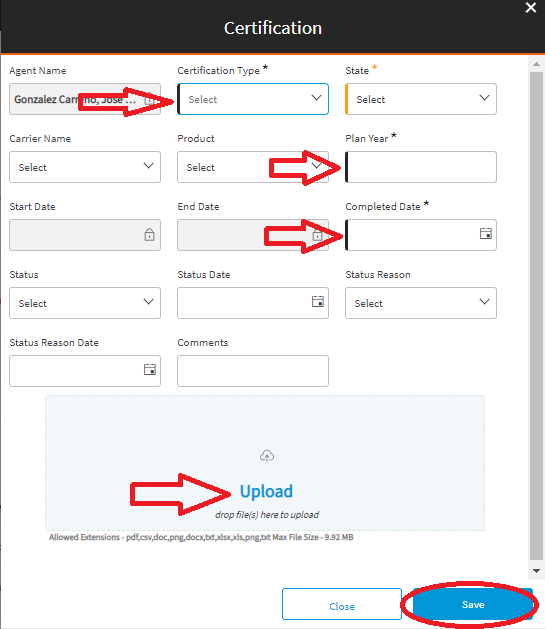 Certification
Agent Name
Certification Type *
State *
Gonzalez Carreno, Jose ...
Select
Select
Carrier Name
Product
Plan Year *
Select
Select
Start Date
End Date
Completed Date *
Status
Status Date
Status Reason
Select
Select
Status Reason Date
Comments
Upload
drop file(s) here to upload
Allowed Extensions - pdf,csv,doc,png,docx,txt,xlsx,xls,png,txt Max File Size - 9.92 MB
Close
Save